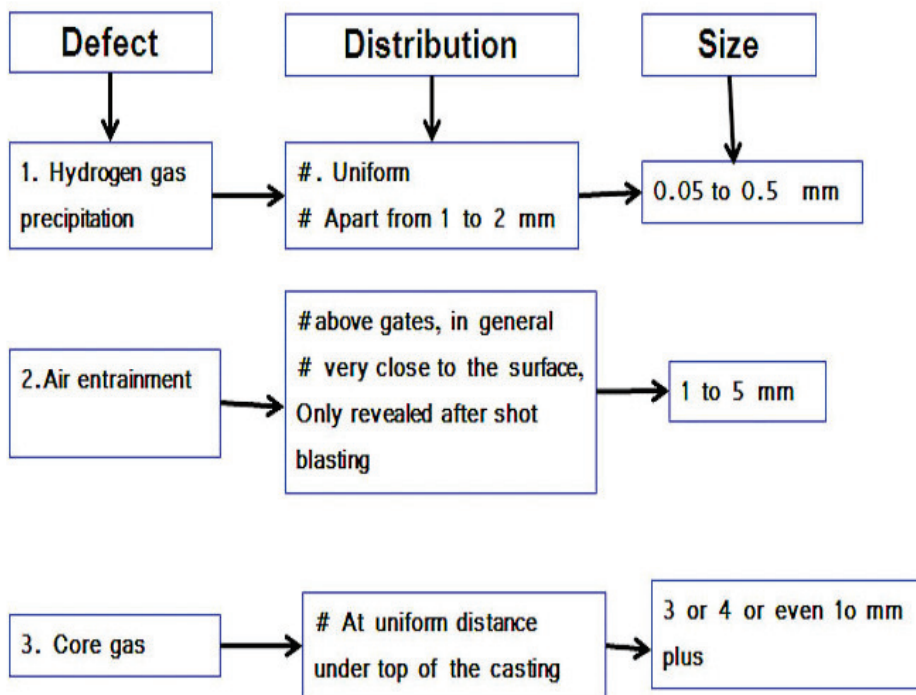 Defect
Distribution
Size
1. Hydrogen gas
precipitation
#. Uniform
# Apart from 1 to 2 mm
0.05 to 0.5 mm
2.Air entrainment
#above gates, in general
# very close to the surface,
Only revealed after shot
blasting
1 to 5 mm
3. Core gas
# At uniform distance
under top of the casting
3 or 4 or even 1o mm
plus